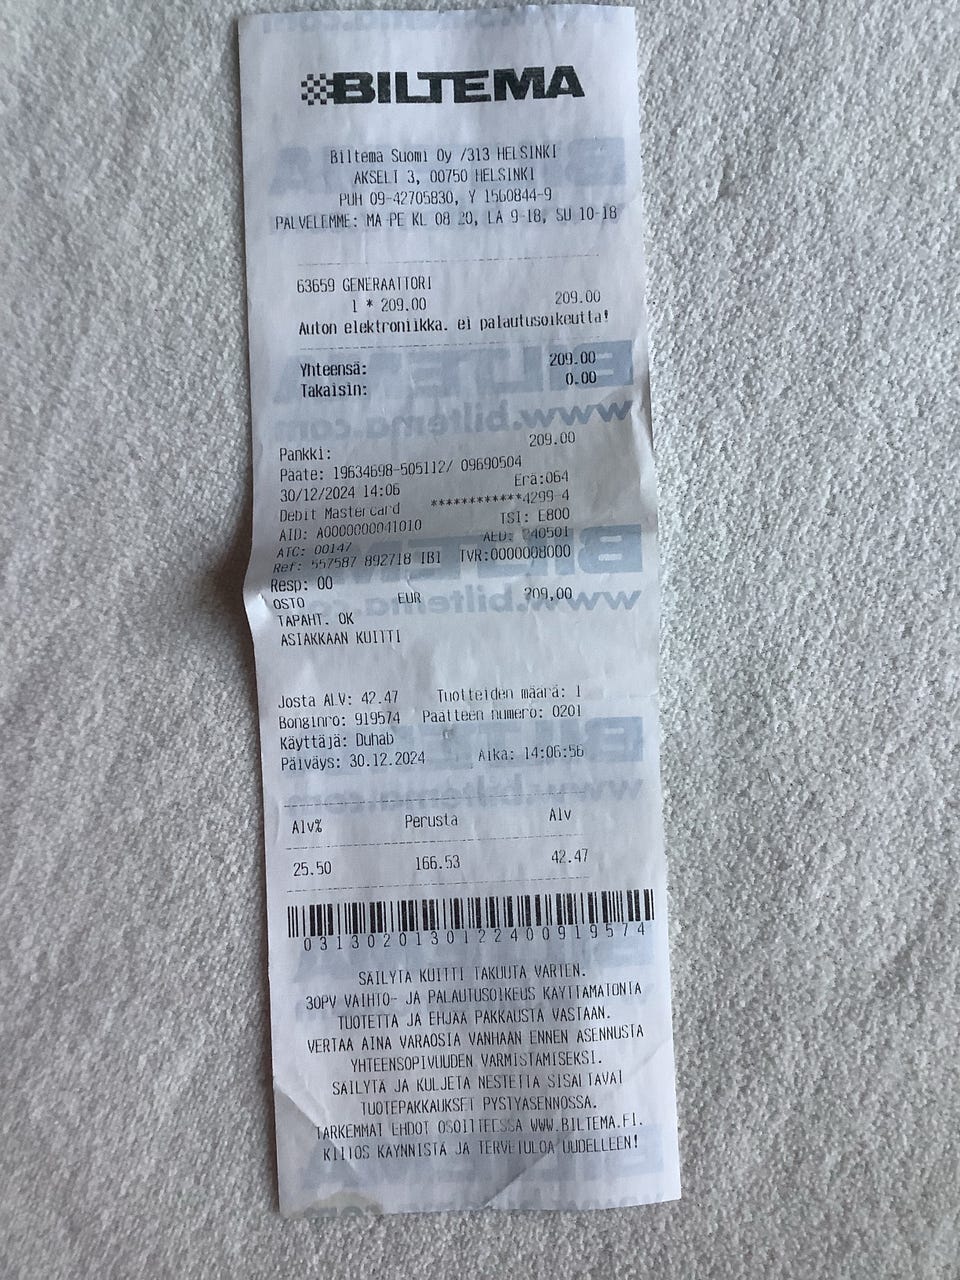 BILTEMA
Biltema Suomi Oy /313 HELSINKI
AKSELI 3, 00750 HELSINKI
PUH 09-42705830, Y 1560844-9
PALVELEMME: MA-PE KL 08-20, LA 9-18, SU 10-18
63659 GENERAATTORI
1 * 209.00 209.00
Auton elektroniikka. ei palautusoikeutta!
Yhteensä: 209.00
Takaisin: 0.00
Pankki: 209.00
Pääte: 19634698-505112/ 09690504
30/12/2024 14:06 Erä:064
Debit Mastercard ************4299-4
AID: A0000000041010 TSI: E800
ATC: 00147 AED: 240501
Ref: 557587 892718 IB1 TVR:0000008000
Resp: 00
OSTO EUR 209,00
TAPAHT. OK
ASIAKKAAN KUITTI
Josta ALV: 42.47 Tuotteiden määrä: 1
Bonginro: 919574 Päätteen numero: 0201
Käyttäjä: Duhab
Päiväys: 30.12.2024 Aika: 14:06:56
Alv% Perusta Alv
25.50 166.53 42.47
0313020130122400919574
SÄILYTÄ KUITTI TAKUUTA VARTEN.
30PV VAIHTO- JA PALAUTUSOIKEUS KÄYTTÄMÄTÖNTÄ
TUOTETTA JA EHJÄÄ PAKKAUSTA VASTAAN.
VERTAA AINA VARAOSIA VANHAAN ENNEN ASENNUSTA
YHTEENSOPIVUUDEN VARMISTAMISEKSI.
SÄILYTÄ JA KULJETA NESTEITÄ SISÄLTÄVÄT
TUOTEPAKKAUKSET PYSTYASENNOSSA.
TARKEMMAT EHDOT OSOITTEESSA WWW.BILTEMA.FI.
KIITOS KÄYNNISTÄ JA TERVETULOA UUDELLEEN!